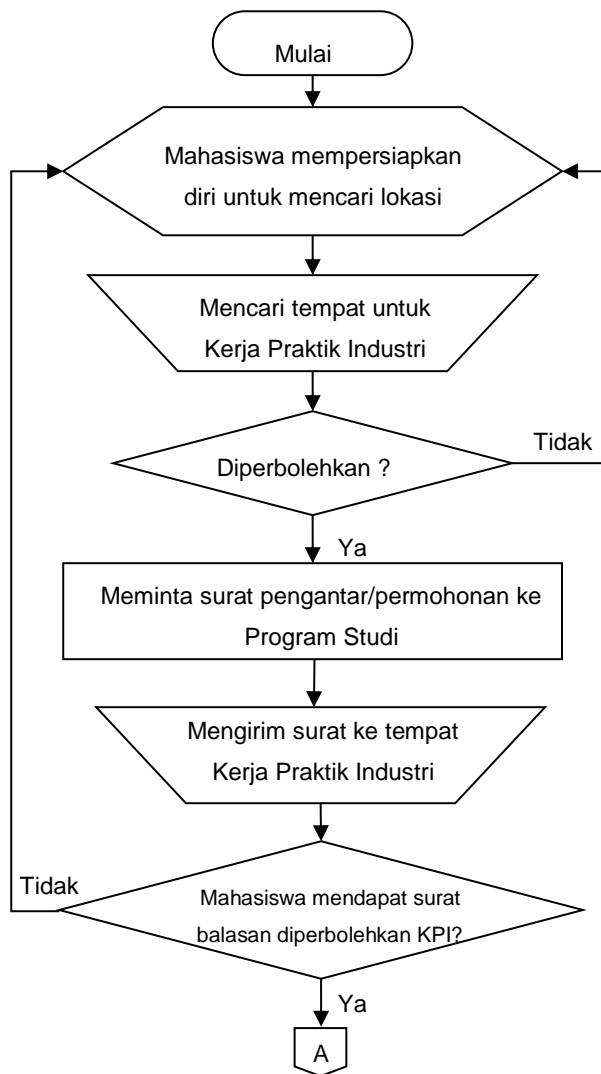 Mulai
Mahasiswa mempersiapkan
diri untuk mencari lokasi
Mencari tempat untuk
Kerja Praktik Industri
Diperbolehkan ?
Tidak
Ya
Meminta surat pengantar/permohonan ke
Program Studi
Mengirim surat ke tempat
Kerja Praktik Industri
Tidak
Mahasiswa mendapat surat
balasan diperbolehkan KPI?
Ya
A